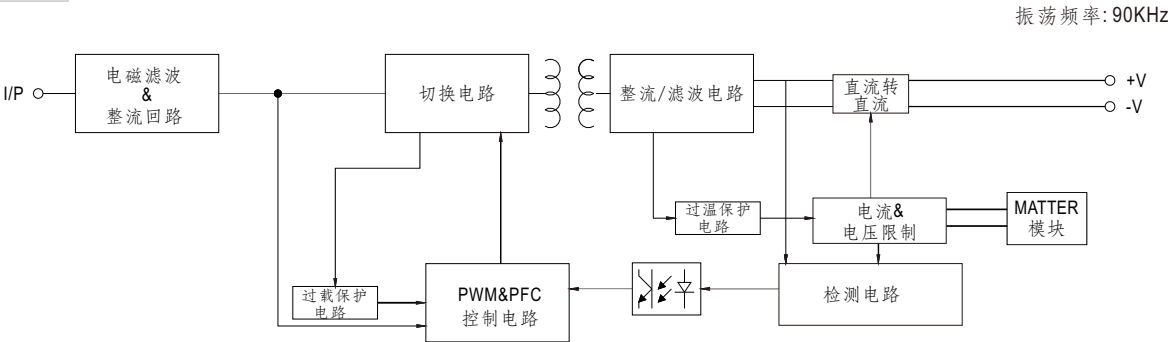 振荡频率: 90KHz
I/P
电磁滤波
&
整流回路
切换电路
整流/滤波电路
直流转
直流
+V
-V
过温保护
电路
电流&
电压限制
MATTER
模块
过载保护
电路
PWM&PFC
控制电路
检测电路